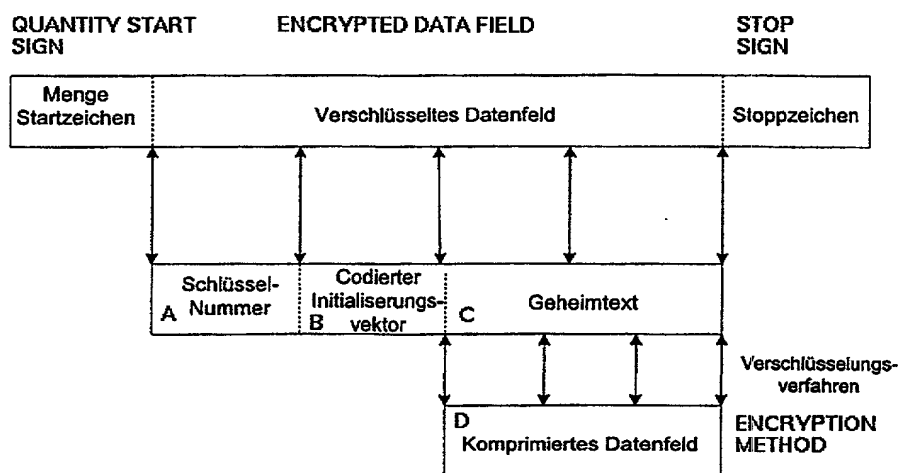 QUANTITY START
SIGN
ENCRYPTED DATA FIELD
STOP
SIGN
Menge
Startzeichen
Verschlüsseltes Datenfeld
Stoppzeichen
A
Schlüssel-
Nummer
B
Codierter
Initialiserungs-
vektor
C
Geheimtext
Verschlüsselungs-
verfahren
D
Komprimiertes Datenfeld
ENCRYPTION
METHOD